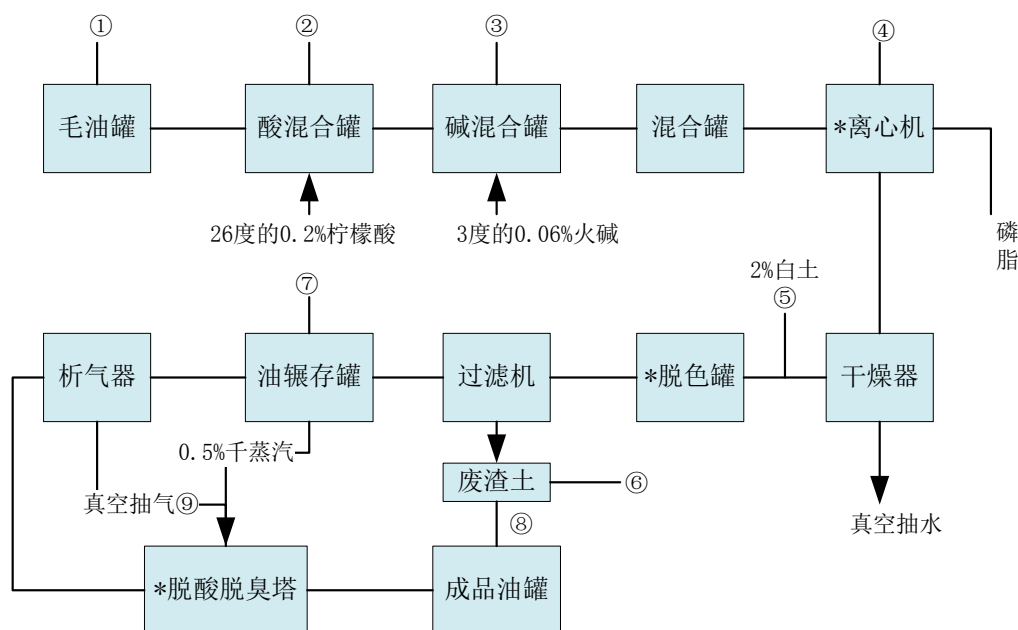 ①
②
③
④
毛油罐
酸混合罐
碱混合罐
混合罐
*离心机
26度的0.2%柠檬酸
3度的0.06%火碱
磷
脂
2%白土
⑤
⑦
析气器
油辗存罐
过滤机
*脱色罐
干燥器
0.5%千蒸汽
废渣土
⑥
真空抽气⑨
⑧
真空抽水
*脱酸脱臭塔
成品油罐